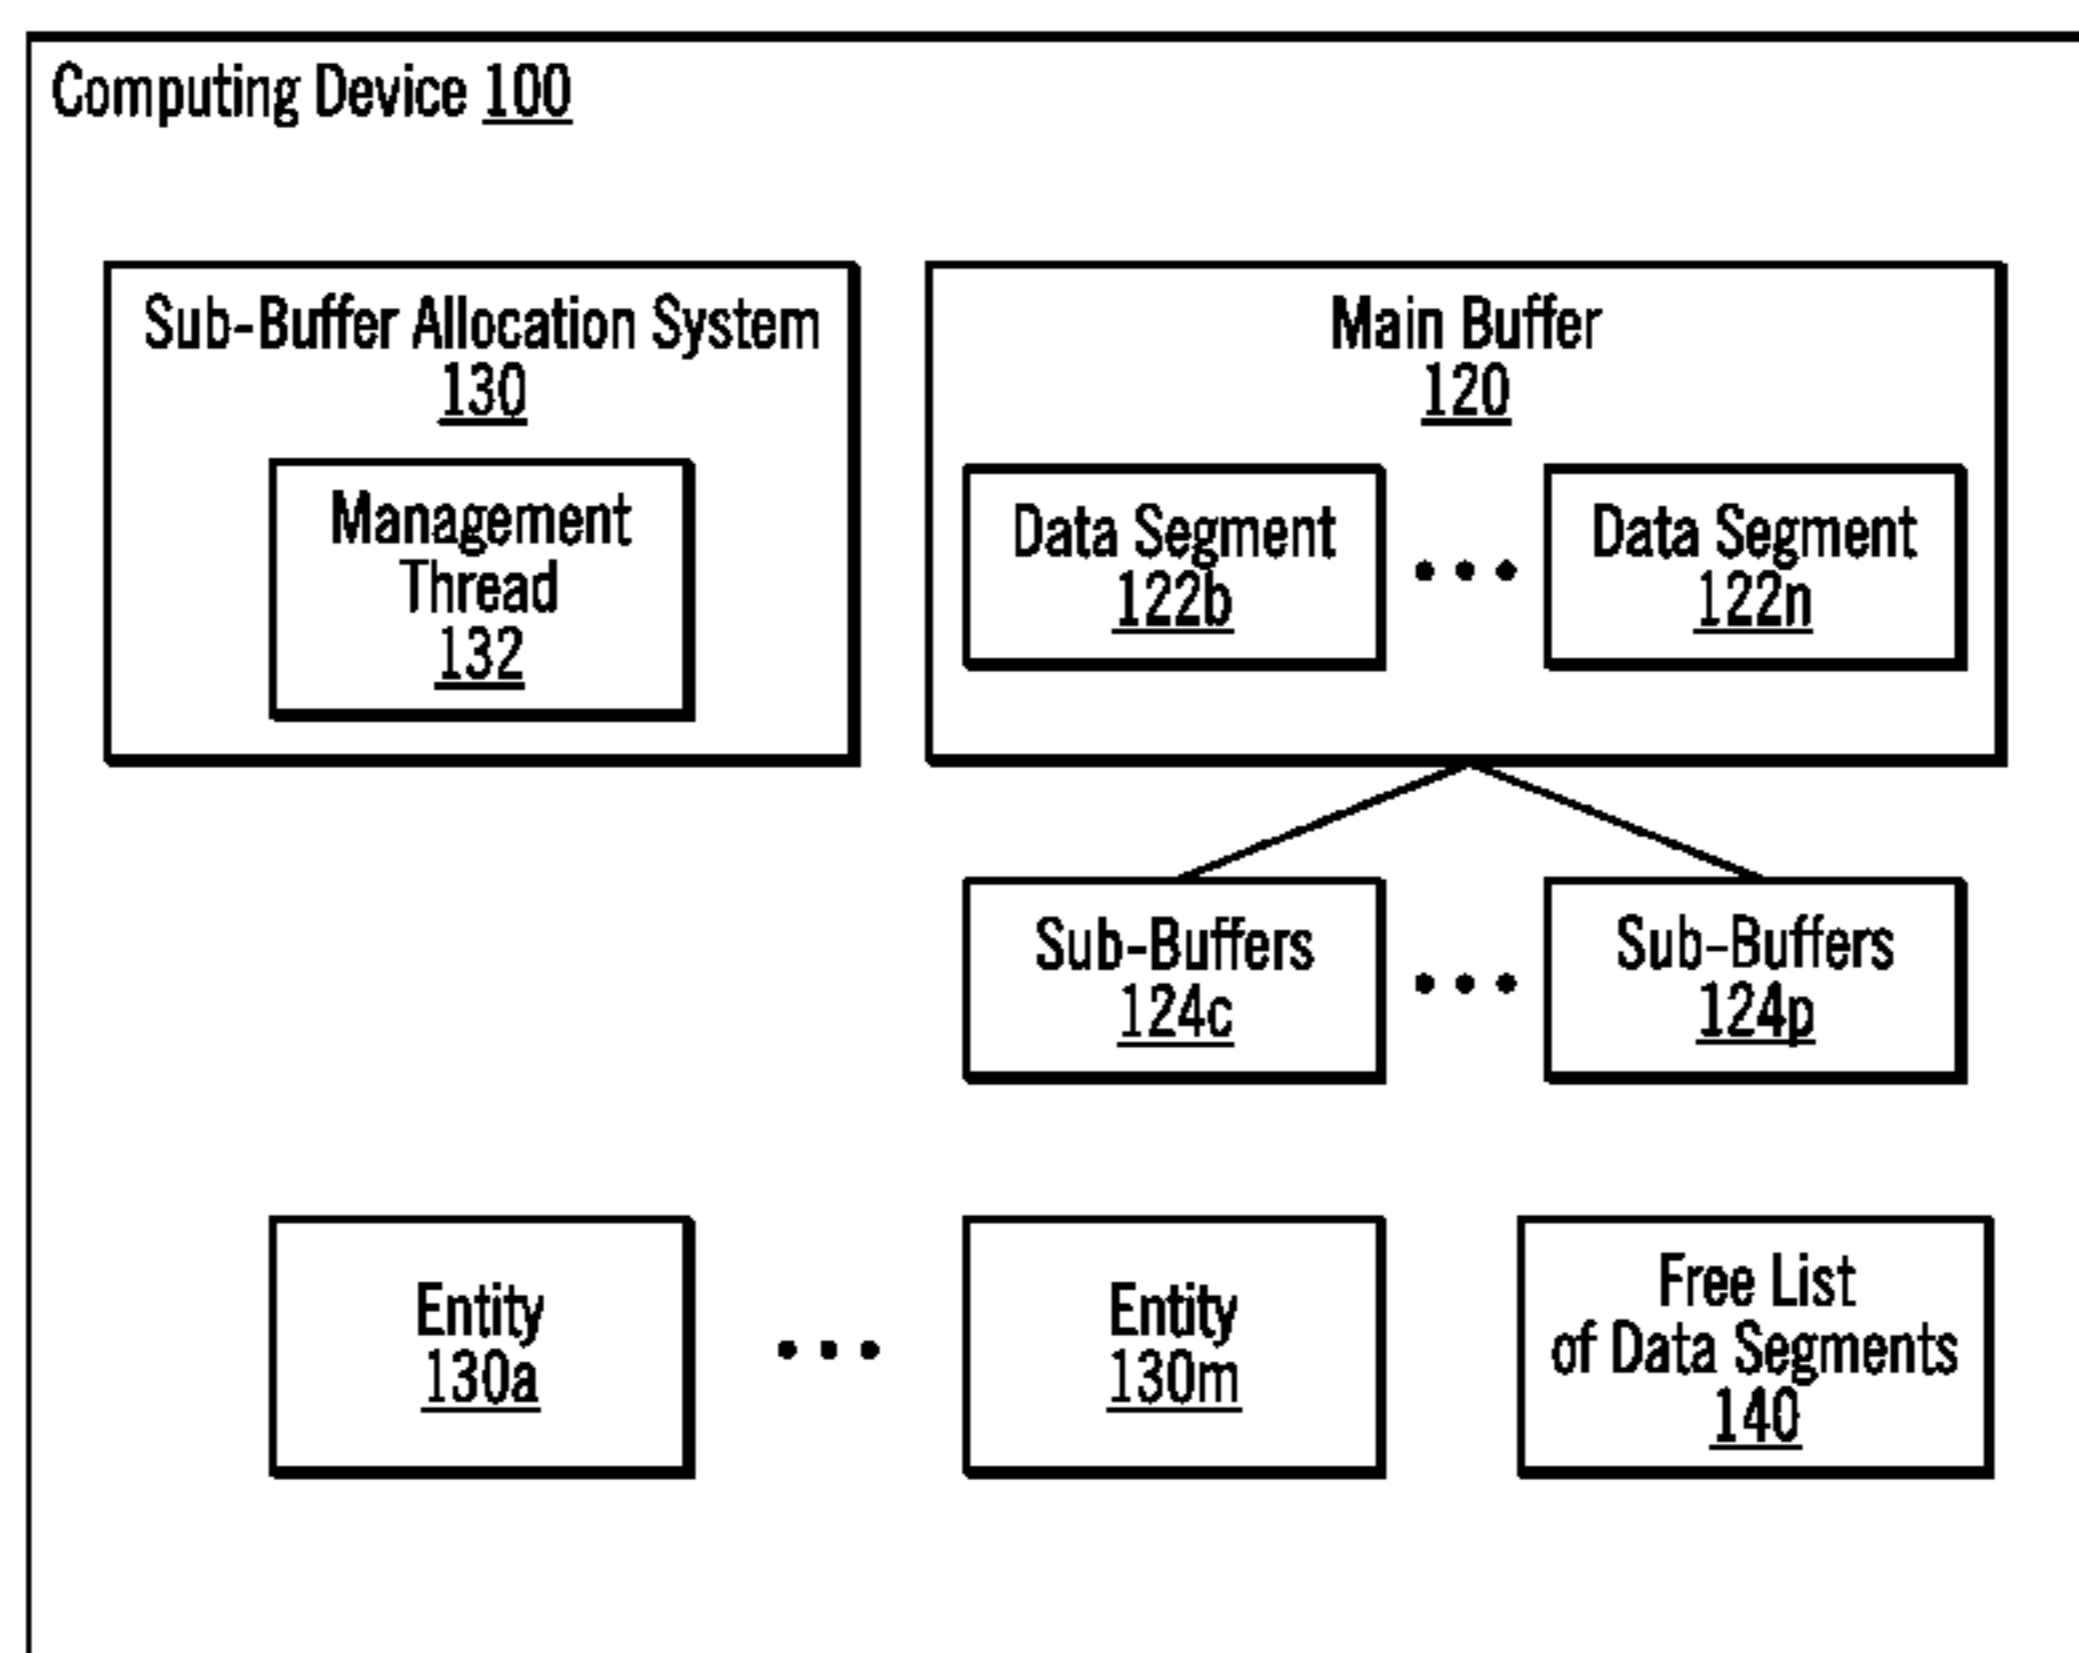 Computing Device 100
Sub-Buffer Allocation System
130
Management
Thread
132
Main Buffer
120
Data Segment
122b
Data Segment
122n
Sub-Buffers
124c
Sub-Buffers
124p
Entity
130a
Entity
130m
Free List
of Data Segments
140